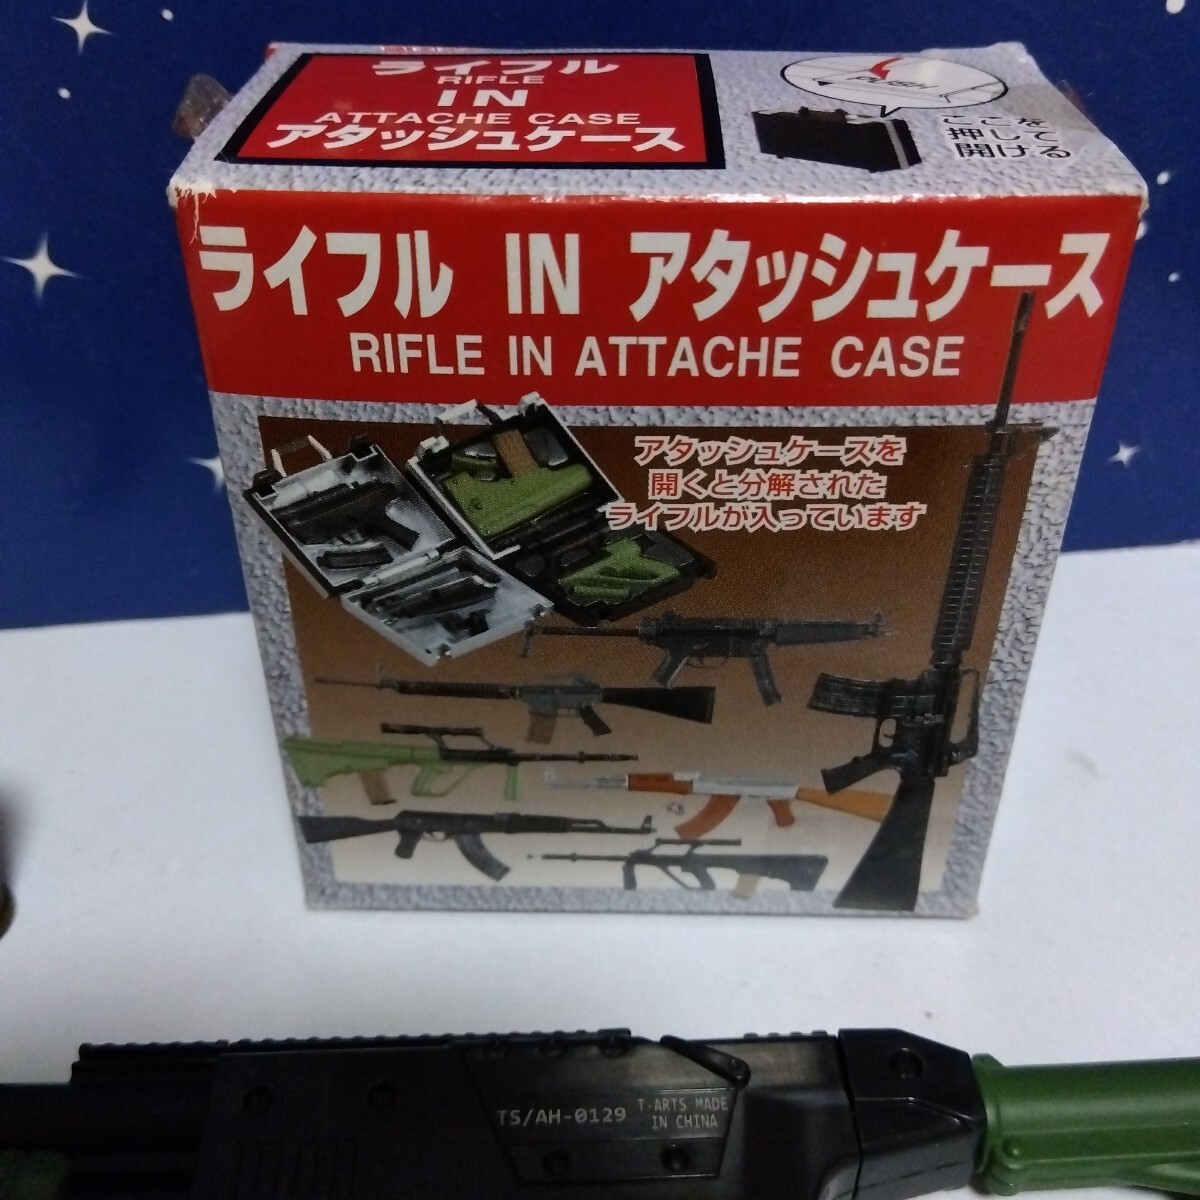 ライフル
RIFLE
IN
ATTACHE CASE
アタッシュケース
PUSH
ここを
押して
開ける
ライフル IN アタッシュケース
RIFLE IN ATTACHE CASE
アタッシュケースを
開くと分解された
ライフルが入っています
TS/AH-0129
T-ARTS MADE
IN CHINA